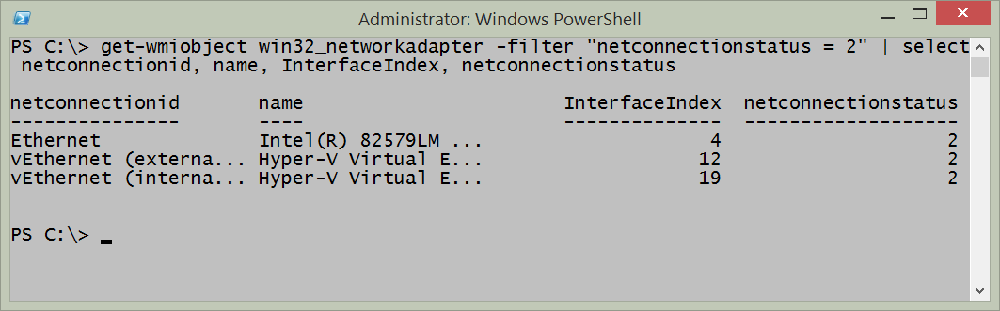 Administrator: Windows PowerShell
PS C:\> get-wmiobject win32_networkadapter -filter "netconnectionstatus = 2" | select
 netconnectionid, name, InterfaceIndex, netconnectionstatus
netconnectionid name InterfaceIndex netconnectionstatus
--------------- ---- -------------- -------------------
Ethernet Intel(R) 82579LM ... 4 2
vEthernet (externa... Hyper-V Virtual E... 12 2
vEthernet (interna... Hyper-V Virtual E... 19 2
PS C:\>